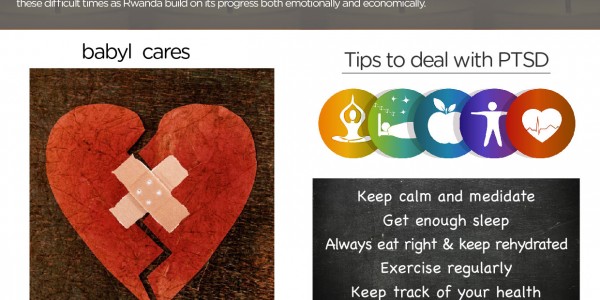 these difficult times as Rwanda build on its progress both emotionally and economically.
babyl cares
Tips to deal with PTSD
Keep calm and medidate
Get enough sleep
Always eat right & keep rehydrated
Exercise regularly
Keep track of your health